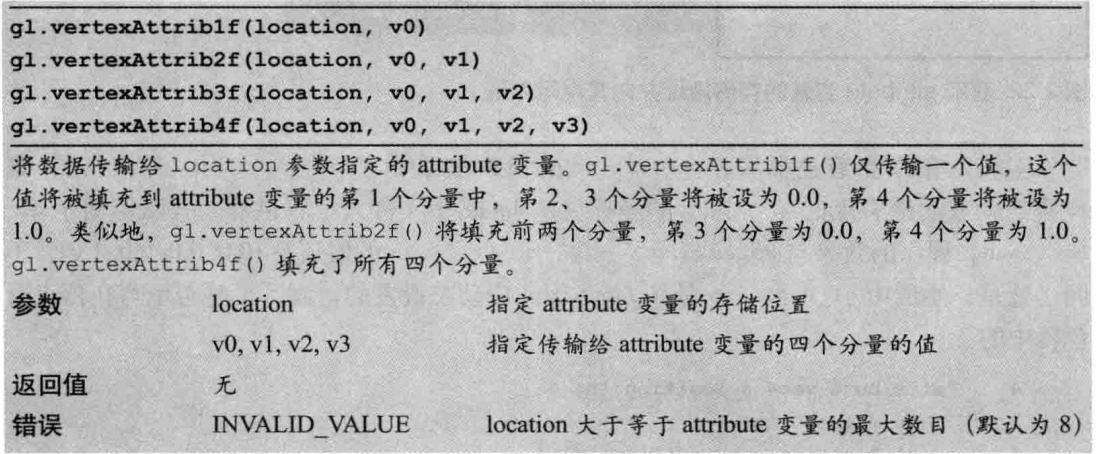 gl.vertexAttrib1f(location, v0)
gl.vertexAttrib2f(location, v0, v1)
gl.vertexAttrib3f(location, v0, v1, v2)
gl.vertexAttrib4f(location, v0, v1, v2, v3)
将数据传输给 location 参数指定的 attribute 变量。gl.vertexAttrib1f() 仅传输一个值，这个
值将被填充到 attribute 变量的第 1 个分量中，第 2、3 个分量将被设为 0.0，第 4 个分量将被设为
1.0。类似地，gl.vertexAttrib2f() 将填充前两个分量，第 3 个分量为 0.0，第 4 个分量为 1.0。
gl.vertexAttrib4f() 填充了所有四个分量。
参数 location 指定 attribute 变量的存储位置
v0, v1, v2, v3 指定传输给 attribute 变量的四个分量的值
返回值 无
错误 INVALID_VALUE location 大于等于 attribute 变量的最大数目（默认为 8）